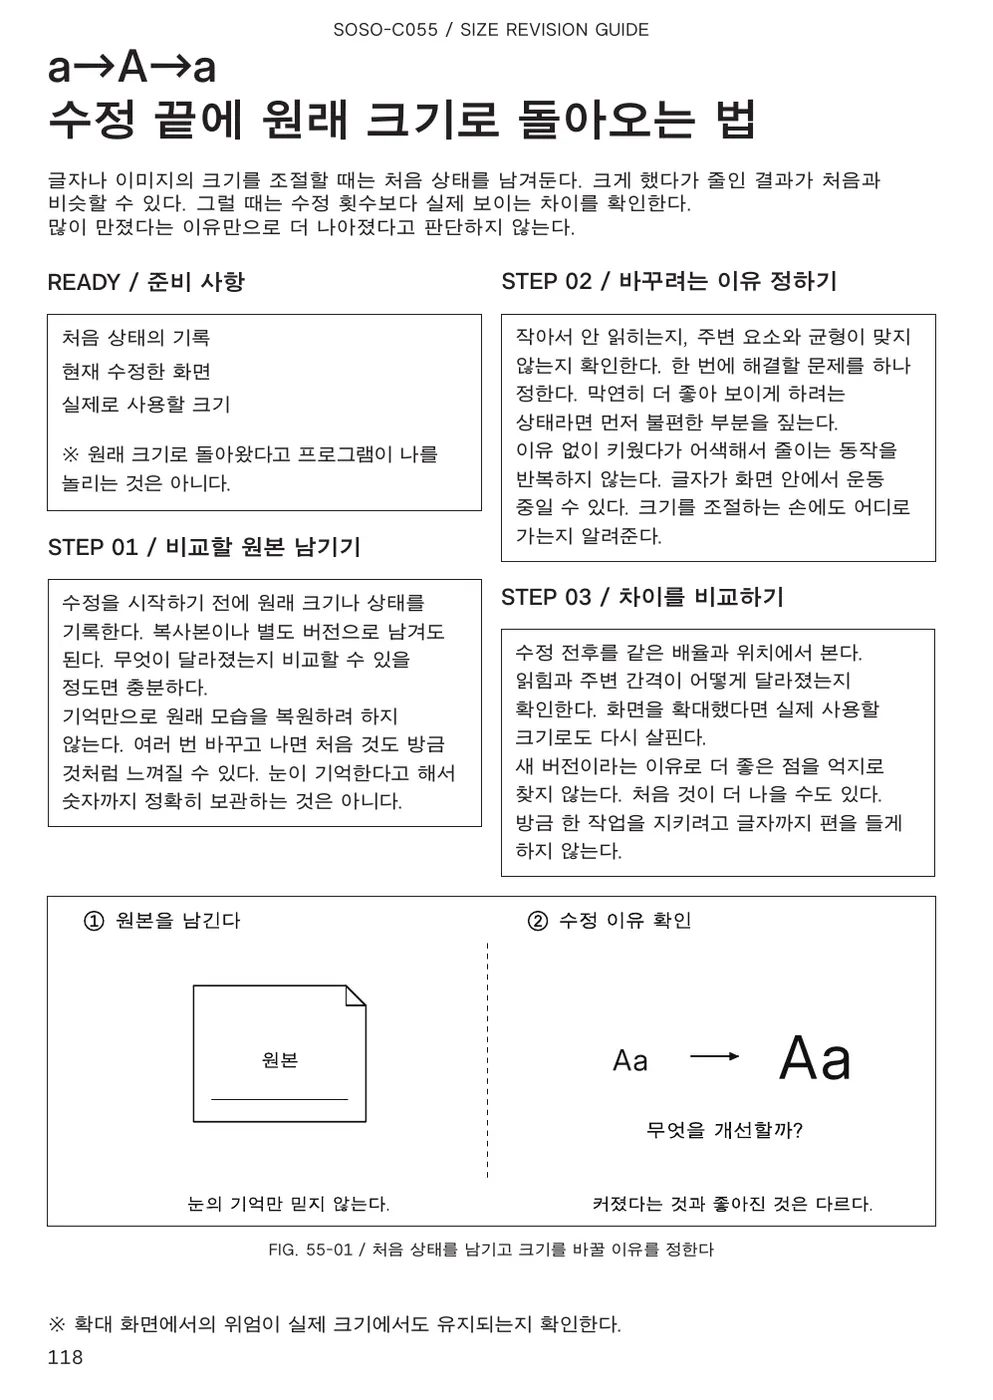 SOSO-C055 / SIZE REVISION GUIDE
a→A→a
수정 끝에 원래 크기로 돌아오는 법
글자나 이미지의 크기를 조절할 때는 처음 상태를 남겨둔다. 크게 했다가 줄인 결과가 처음과
비슷할 수 있다. 그럴 때는 수정 횟수보다 실제 보이는 차이를 확인한다.
많이 만졌다는 이유만으로 더 나아졌다고 판단하지 않는다.
READY / 준비 사항
처음 상태의 기록
현재 수정한 화면
실제로 사용할 크기
※ 원래 크기로 돌아왔다고 프로그램이 나를
놀리는 것은 아니다.
STEP 01 / 비교할 원본 남기기
수정을 시작하기 전에 원래 크기나 상태를
기록한다. 복사본이나 별도 버전으로 남겨도
된다. 무엇이 달라졌는지 비교할 수 있을
정도면 충분하다.
기억만으로 원래 모습을 복원하려 하지
않는다. 여러 번 바꾸고 나면 처음 것도 방금
것처럼 느껴질 수 있다. 눈이 기억한다고 해서
숫자까지 정확히 보관하는 것은 아니다.
STEP 02 / 바꾸려는 이유 정하기
작아서 안 읽히는지, 주변 요소와 균형이 맞지
않는지 확인한다. 한 번에 해결할 문제를 하나
정한다. 막연히 더 좋아 보이게 하려는
상태라면 먼저 불편한 부분을 짚는다.
이유 없이 키웠다가 어색해서 줄이는 동작을
반복하지 않는다. 글자가 화면 안에서 운동
중일 수 있다. 크기를 조절하는 손에도 어디로
가는지 알려준다.
STEP 03 / 차이를 비교하기
수정 전후를 같은 배율과 위치에서 본다.
읽힘과 주변 간격이 어떻게 달라졌는지
확인한다. 화면을 확대했다면 실제 사용할
크기로도 다시 살핀다.
새 버전이라는 이유로 더 좋은 점을 억지로
찾지 않는다. 처음 것이 더 나을 수도 있다.
방금 한 작업을 지키려고 글자까지 편을 들게
하지 않는다.
① 원본을 남긴다
원본
눈의 기억만 믿지 않는다.
② 수정 이유 확인
Aa → Aa
무엇을 개선할까?
커졌다는 것과 좋아진 것은 다르다.
FIG. 55-01 / 처음 상태를 남기고 크기를 바꿀 이유를 정한다
※ 확대 화면에서의 위엄이 실제 크기에서도 유지되는지 확인한다.
118